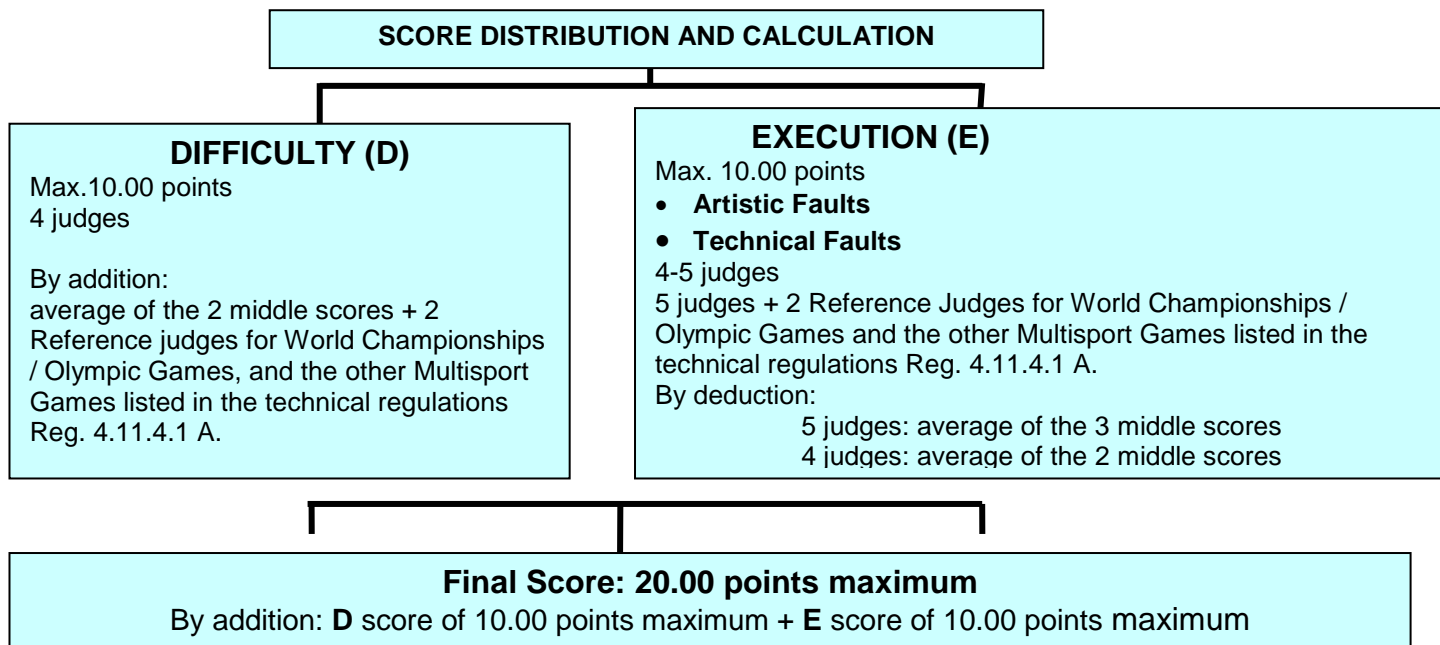 SCORE DISTRIBUTION AND CALCULATION
DIFFICULTY (D)
Max.10.00 points
4 judges
By addition:
average of the 2 middle scores + 2
Reference judges for World Championships
/ Olympic Games, and the other Multisport
Games listed in the technical regulations
Reg. 4.11.4.1 A.
EXECUTION (E)
Max. 10.00 points
• Artistic Faults
• Technical Faults
4-5 judges
5 judges + 2 Reference Judges for World Championships /
Olympic Games and the other Multisport Games listed in the
technical regulations Reg. 4.11.4.1 A.
By deduction:
5 judges: average of the 3 middle scores
4 judges: average of the 2 middle scores
Final Score: 20.00 points maximum
By addition: D score of 10.00 points maximum + E score of 10.00 points maximum